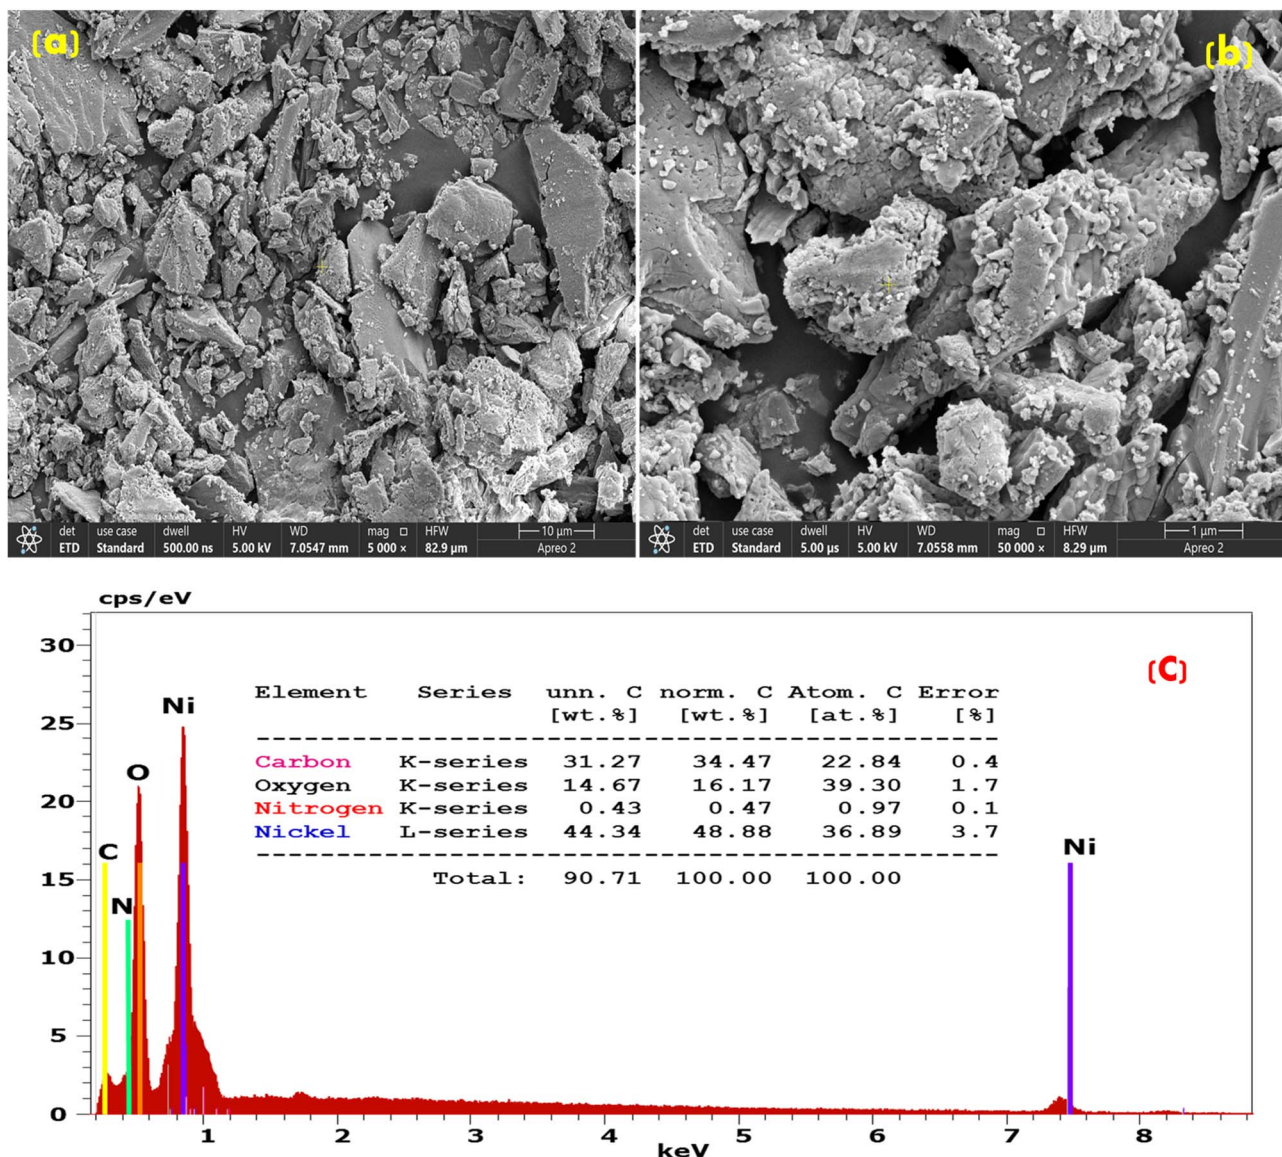 (a)
(b)
det use case dwell HV WD mag □ HFW
ETD Standard 500.00 ns 5.00 kV 7.0547 mm 5 000 × 82.9 µm
10 µm
Apreo 2
det use case dwell HV WD mag □ HFW
ETD Standard 5.00 µs 5.00 kV 7.0558 mm 50 000 × 8.29 µm
1 µm
Apreo 2
cps/eV
(C)
30
25
20
15
10
5
0
Element Series unn. C norm. C Atom. C Error
[wt.%] [wt.%] [at.%] [%]
Carbon K-series 31.27 34.47 22.84 0.4
Oxygen K-series 14.67 16.17 39.30 1.7
Nitrogen K-series 0.43 0.47 0.97 0.1
Nickel L-series 44.34 48.88 36.89 3.7
Total: 90.71 100.00 100.00
Ni
O
C
N
Ni
1 2 3 4 5 6 7 8
keV